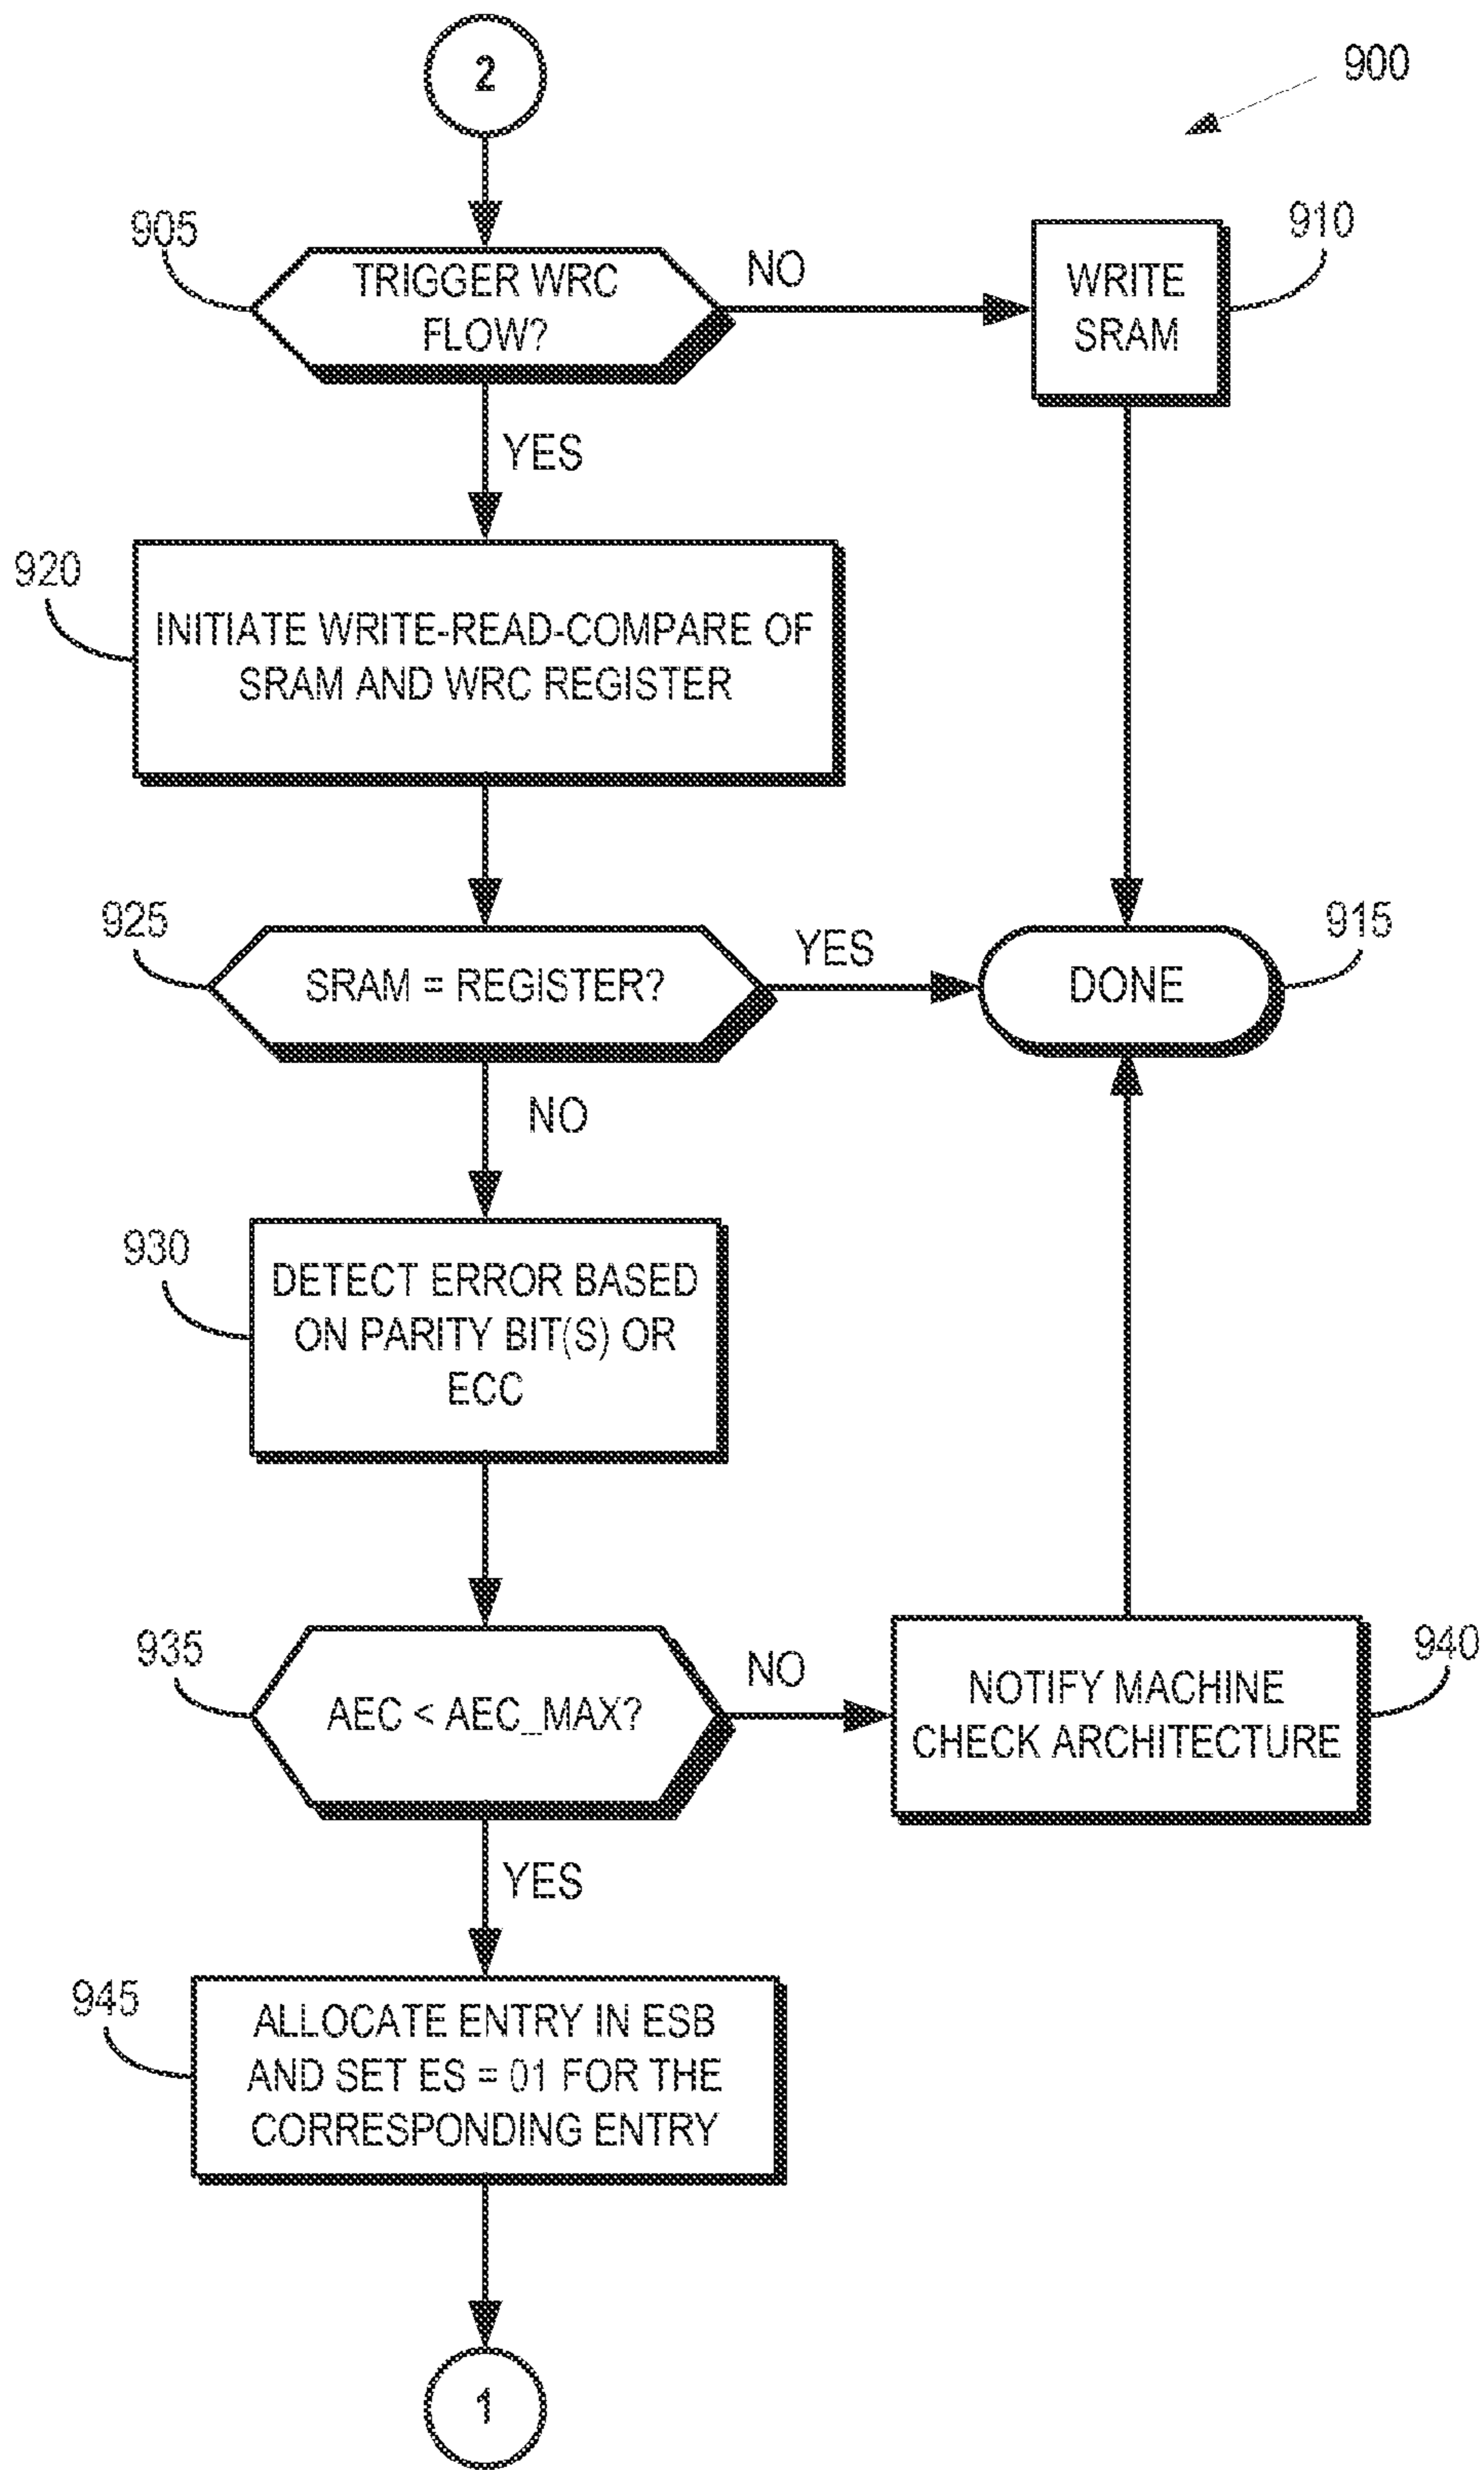 2
900
905
TRIGGER WRC
FLOW?
NO
WRITE
SRAM
910
YES
920
INITIATE WRITE-READ-COMPARE OF
SRAM AND WRC REGISTER
925
SRAM = REGISTER?
YES
DONE
915
NO
930
DETECT ERROR BASED
ON PARITY BIT(S) OR
ECC
935
AEC < AEC_MAX?
NO
NOTIFY MACHINE
CHECK ARCHITECTURE
940
YES
945
ALLOCATE ENTRY IN ESB
AND SET ES = 01 FOR THE
CORRESPONDING ENTRY
1